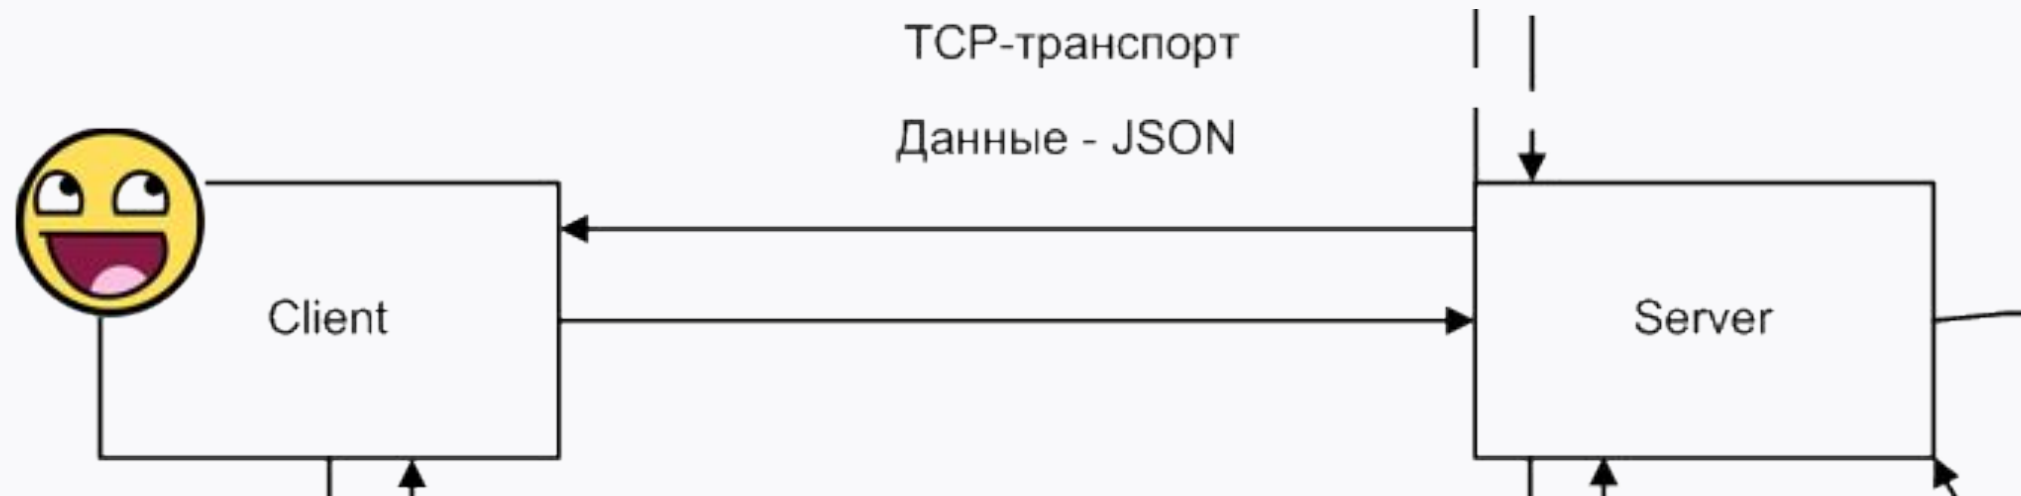 TCP-транспорт
Данные - JSON
Client
Server